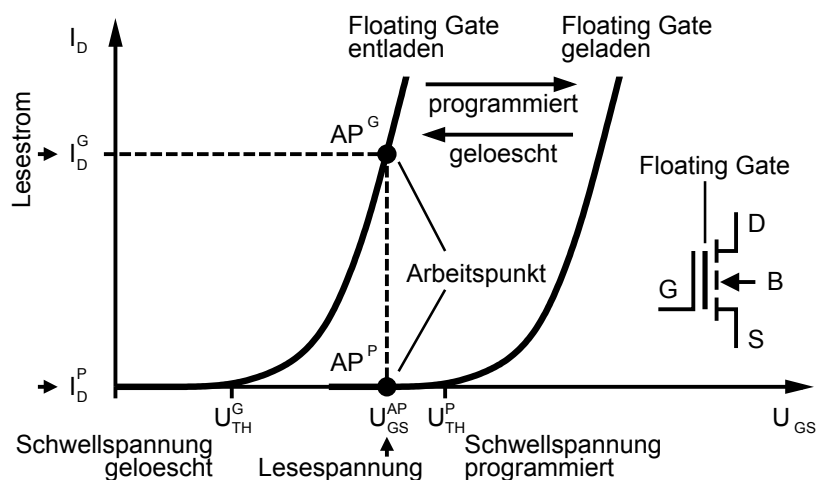 I_D
Floating Gate
entladen
Floating Gate
geladen
programmiert
geloescht
Lesestrom
I_D^G
AP^G
Floating Gate
D
G
B
S
Arbeitspunkt
AP^P
I_D^P
U_TH^G
U_GS^AP
U_TH^P
U_GS
Schwellspannung
geloescht
Lesespannung
Schwellspannung
programmiert